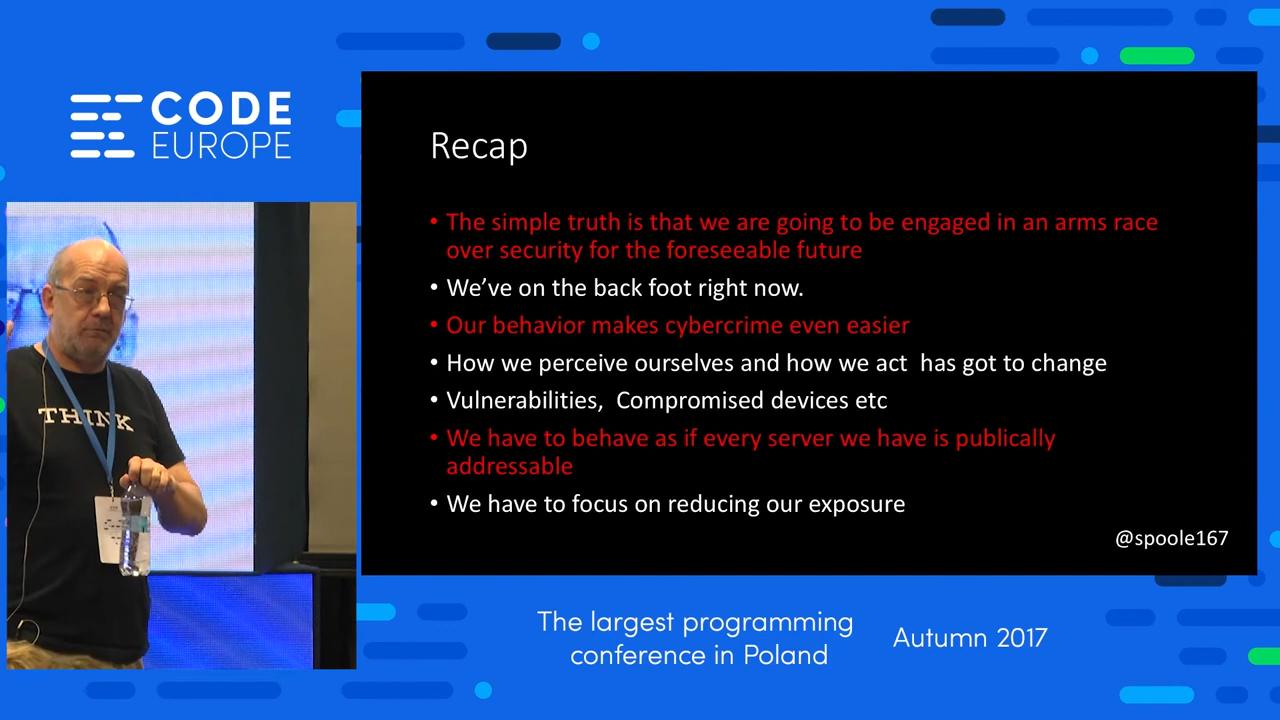 CODE
EUROPE
Recap
• The simple truth is that we are going to be engaged in an arms race
over security for the foreseeable future
• We’ve on the back foot right now.
• Our behavior makes cybercrime even easier
• How we perceive ourselves and how we act  has got to change
• Vulnerabilities,  Compromised devices etc
• We have to behave as if every server we have is publically
addressable
• We have to focus on reducing our exposure
@spoole167
THINK
The largest programming
conference in Poland
Autumn 2017